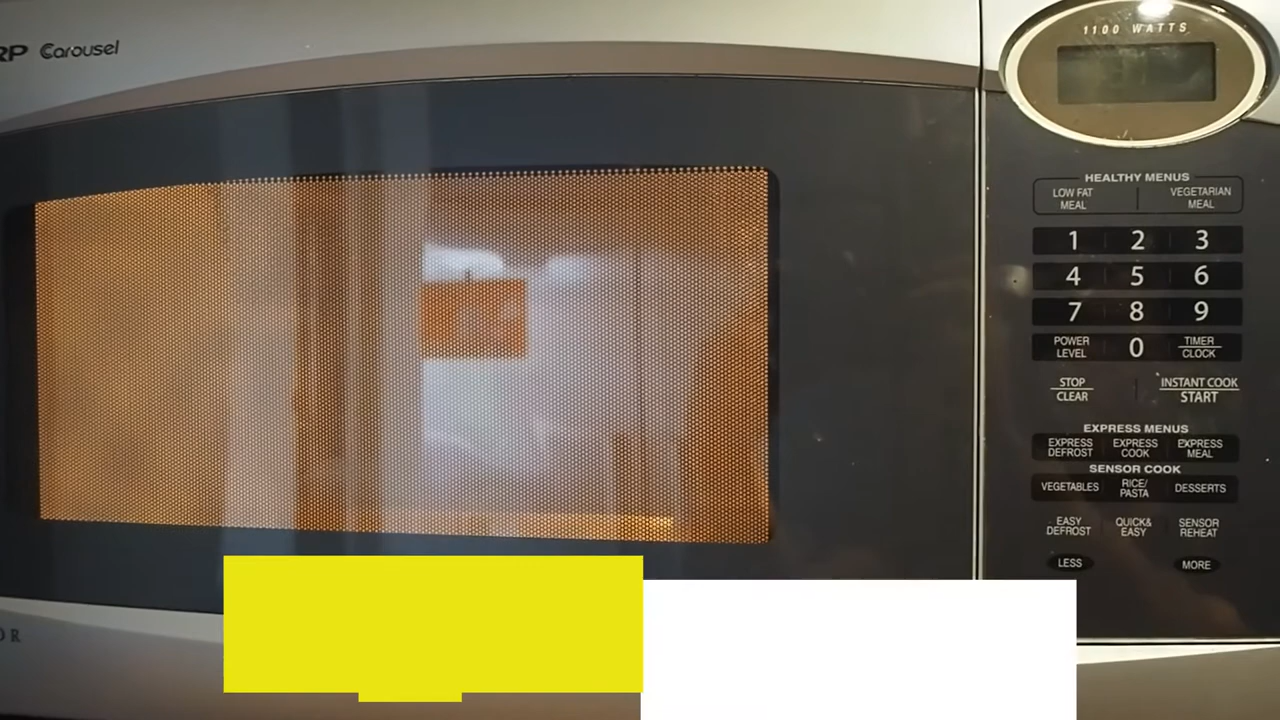 RP Carousel
1100 WATTS
HEALTHY MENUS
LOW FAT MEAL
VEGETARIAN MEAL
1 2 3
4 5 6
7 8 9
POWER LEVEL
0
TIMER CLOCK
STOP CLEAR
INSTANT COOK START
EXPRESS MENUS
EXPRESS DEFROST
EXPRESS COOK
EXPRESS MEAL
SENSOR COOK
VEGETABLES
RICE/ PASTA
DESSERTS
EASY DEFROST
QUICK& EASY
SENSOR REHEAT
LESS
MORE
OR